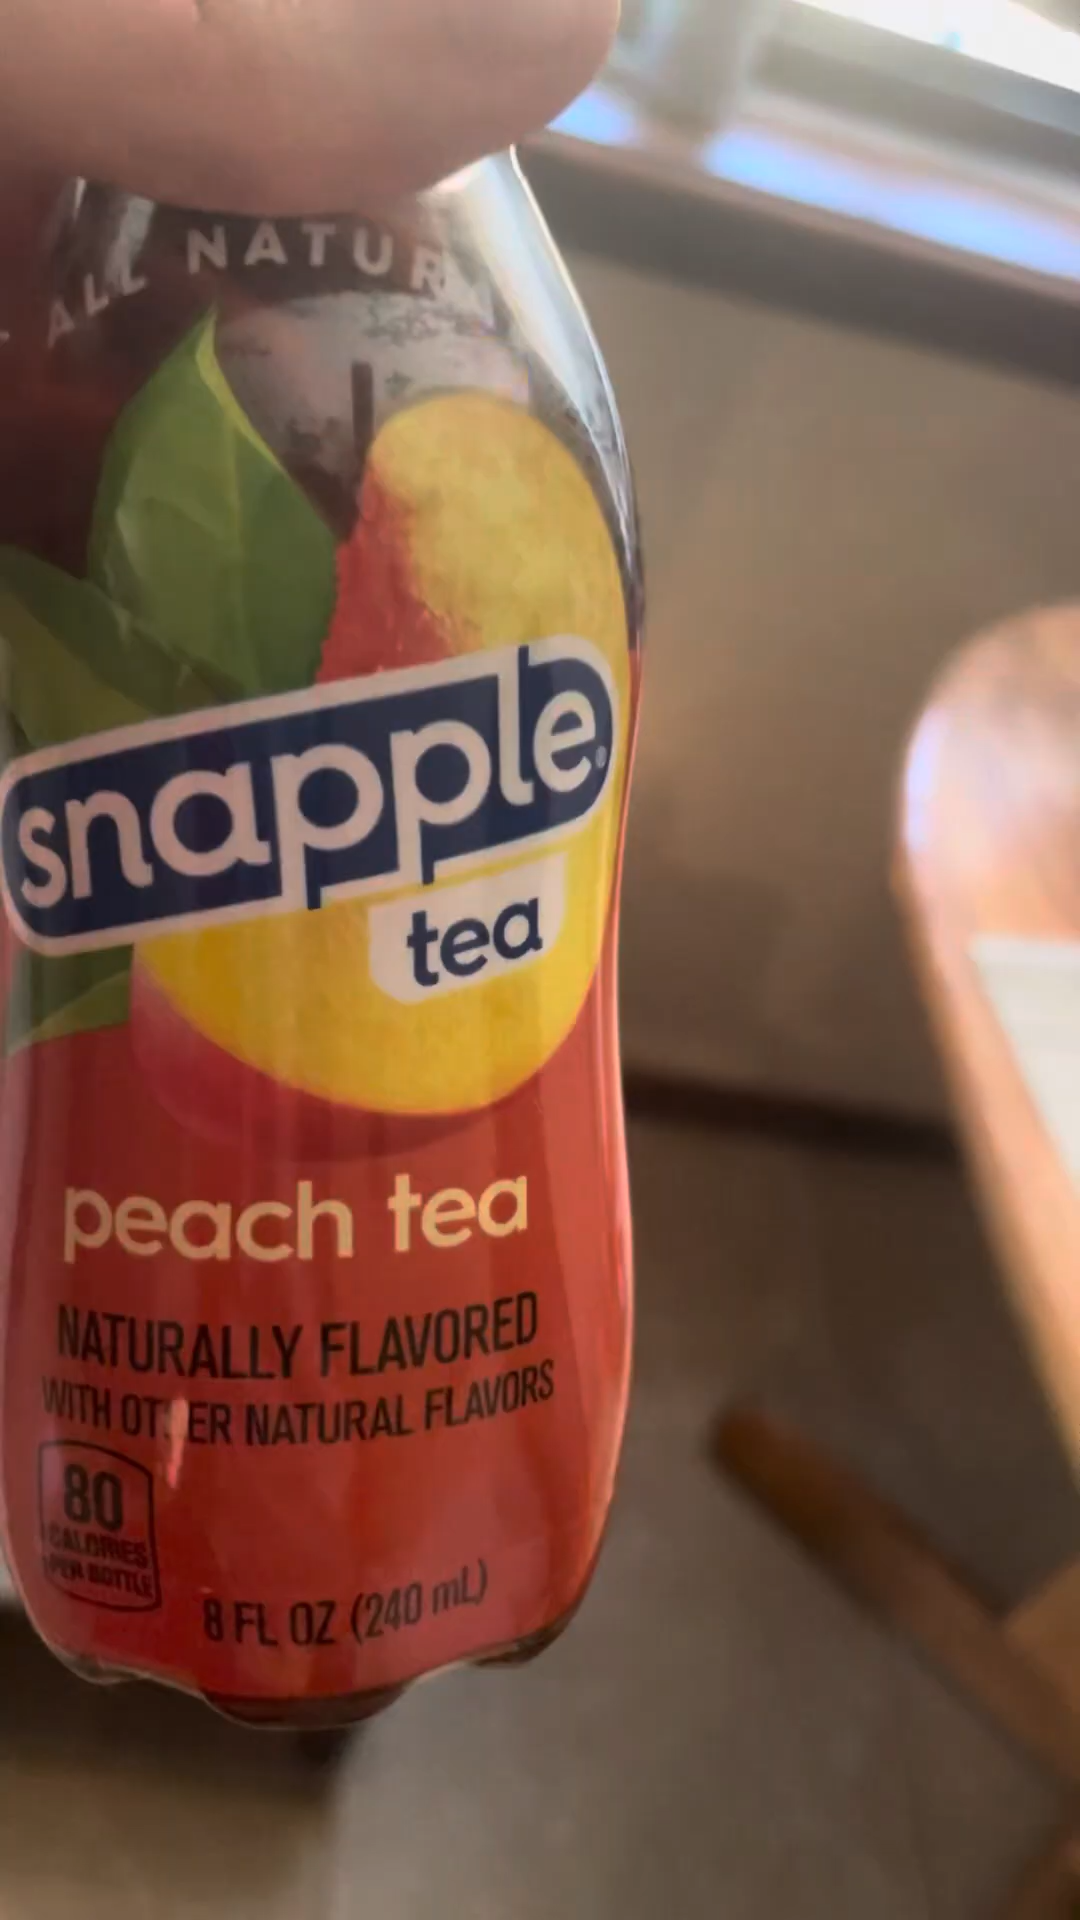 ALL NATUR
snapple®
tea
peach tea
NATURALLY FLAVORED
WITH OTHER NATURAL FLAVORS
80
CALORIES
PER BOTTLE
8 FL OZ (240 mL)